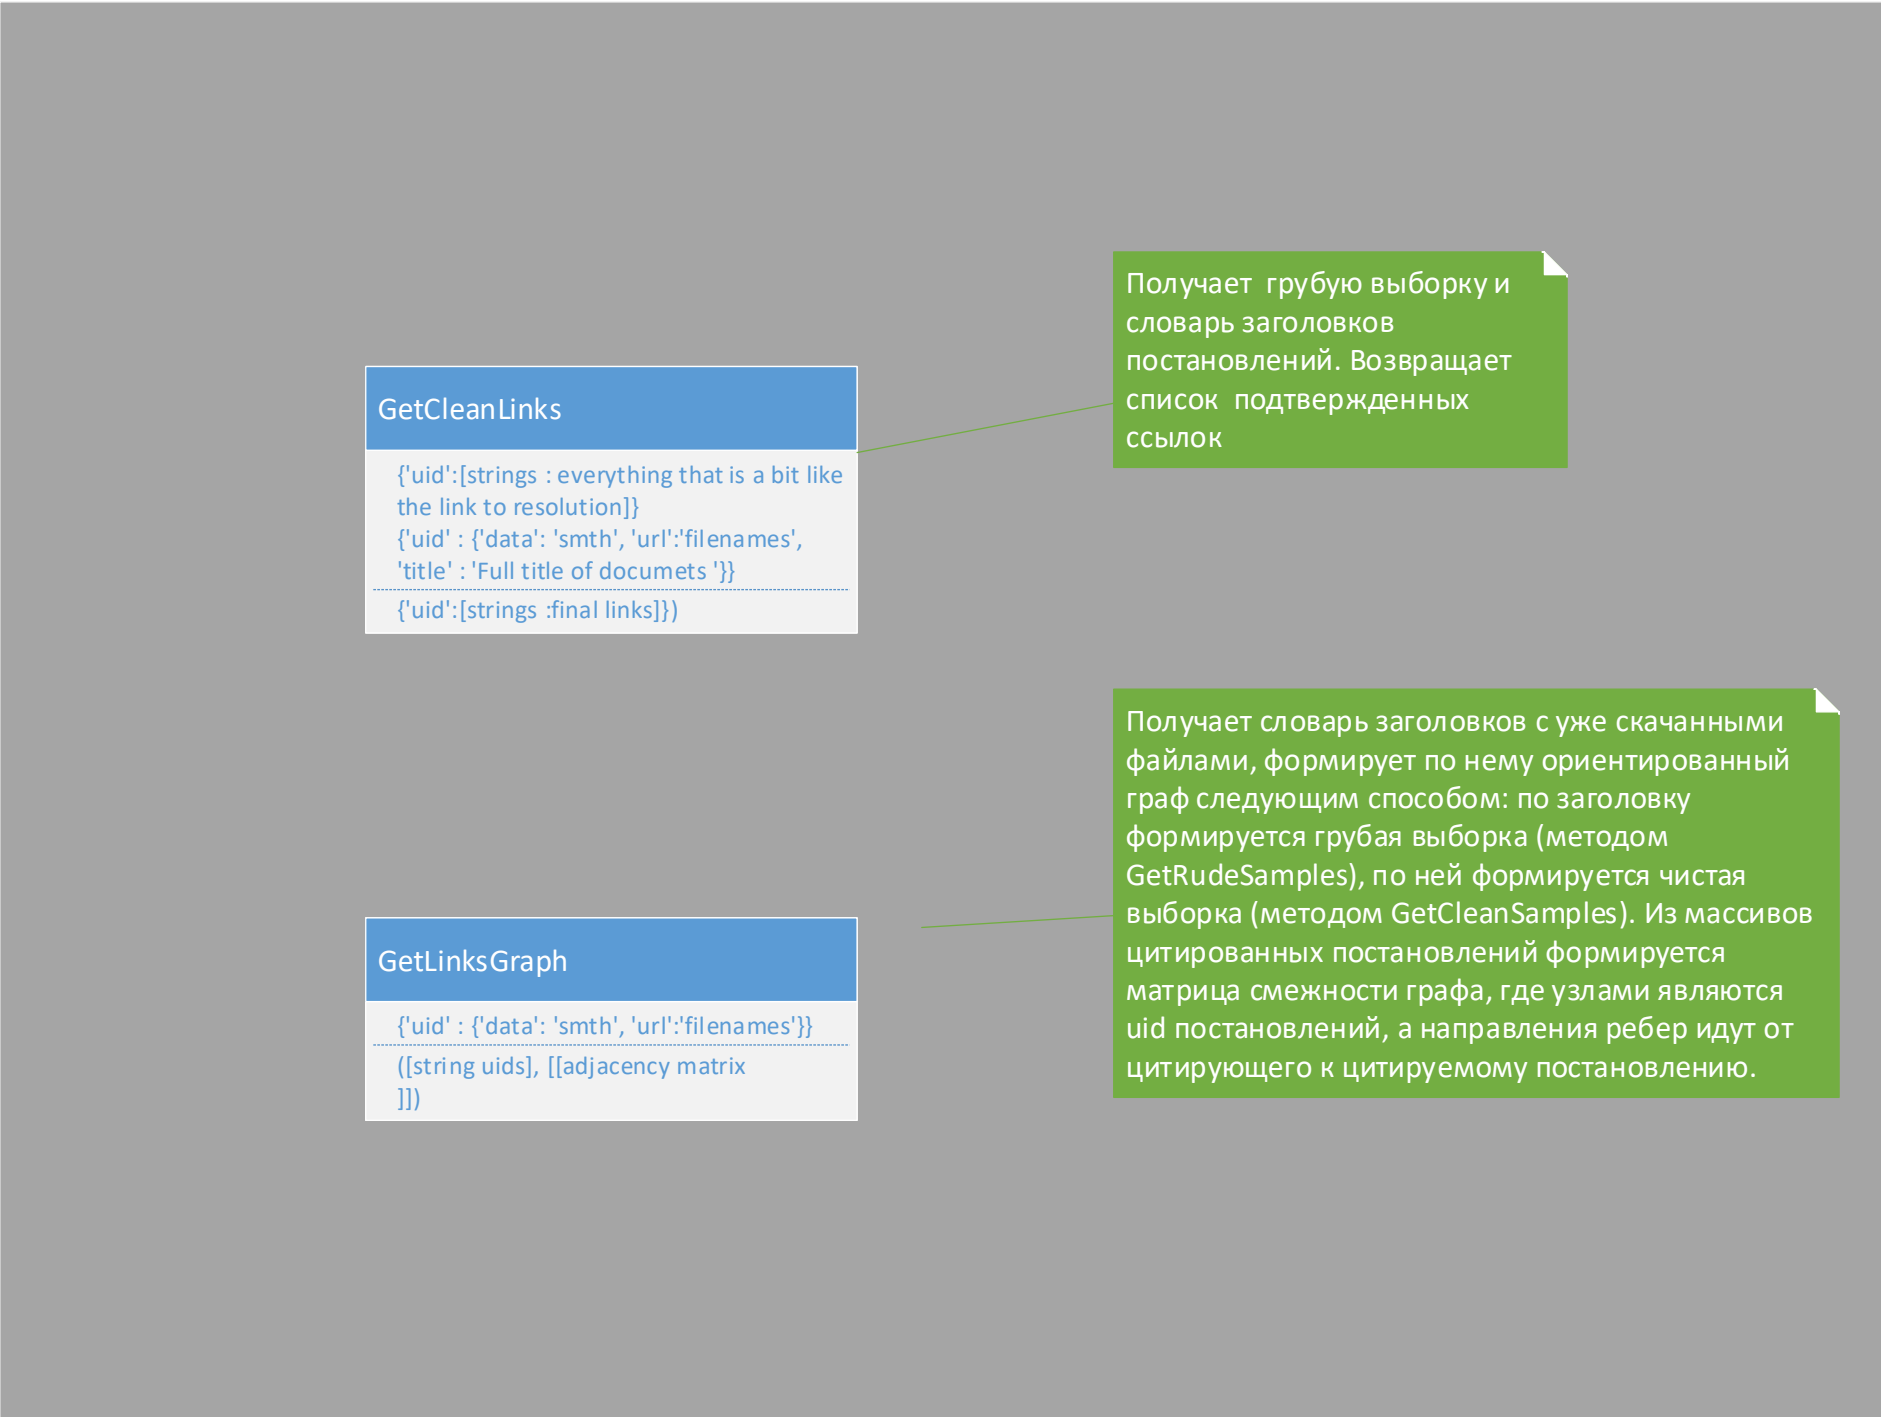 Получает грубую выборку и
словарь заголовков
постановлений. Возвращает
список подтвержденных
ссылок
GetCleanLinks
{'uid':[strings : everything that is a bit like
the link to resolution]}
{'uid' : {'data': 'smth', 'url':'filenames',
'title' : 'Full title of documets '}}
{'uid':[strings :final links]})
Получает словарь заголовков с уже скачанными
файлами, формирует по нему ориентированный
граф следующим способом: по заголовку
формируется грубая выборка (методом
GetRudeSamples), по ней формируется чистая
выборка (методом GetCleanSamples). Из массивов
цитированных постановлений формируется
матрица смежности графа, где узлами являются
uid постановлений, а направления ребер идут от
цитирующего к цитируемому постановлению.
GetLinksGraph
{'uid' : {'data': 'smth', 'url':'filenames'}}
([string uids], [[adjacency matrix
]])